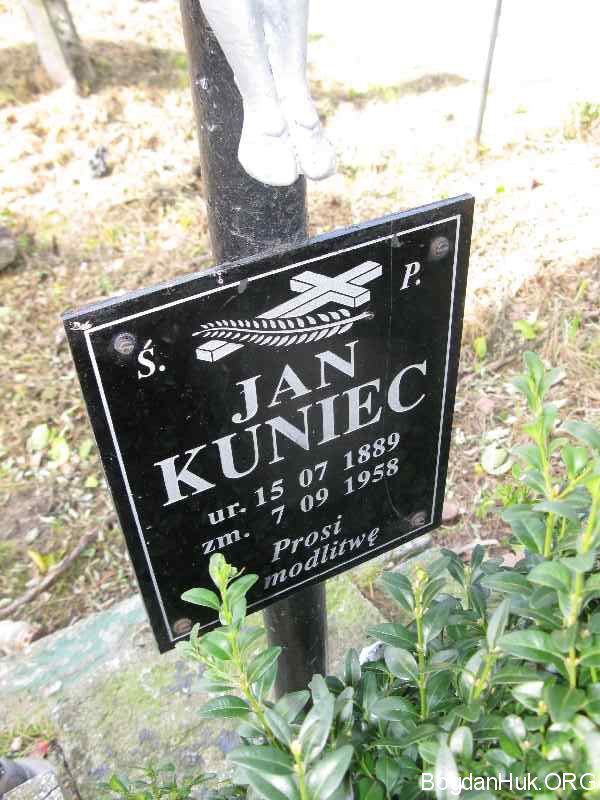 Ś. P.
JAN
KUNIEC
ur. 15 07 1889
zm. 7 09 1958
Prosi
modlitwę
BogdanHuk.ORG